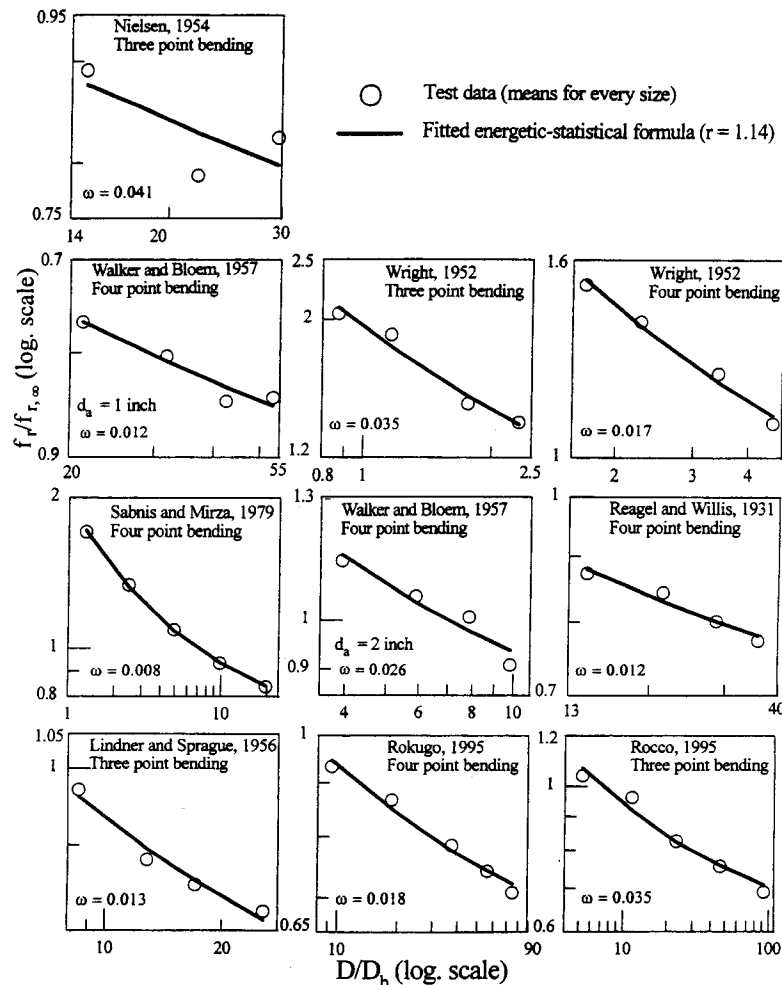 0.95
Nielsen, 1954
Three point bending
ω = 0.041
0.75
14
20
30
Test data (means for every size)
Fitted energetic-statistical formula (r = 1.14)
f_r/f_r,∞ (log. scale)
0.7
Walker and Bloem, 1957
Four point bending
d_a = 1 inch
ω = 0.012
0.9
20
55
2.5
Wright, 1952
Three point bending
2
ω = 0.035
1.2
0.8
1
2.5
1.6
Wright, 1952
Four point bending
ω = 0.017
1
2
3
4
2
Sabnis and Mirza, 1979
Four point bending
1
ω = 0.008
0.8
1
10
1.3
Walker and Bloem, 1957
Four point bending
1
d_a = 2 inch
0.9
ω = 0.026
4
6
8
10
1
Reagel and Willis, 1931
Four point bending
ω = 0.012
0.7
13
40
1.05
Lindner and Sprague, 1956
1
Three point bending
ω = 0.013
10
20
1
Rokugo, 1995
Four point bending
ω = 0.018
0.65
10
90
1.2
Rocco, 1995
Three point bending
1
ω = 0.035
0.6
10
100
D/D_b (log. scale)